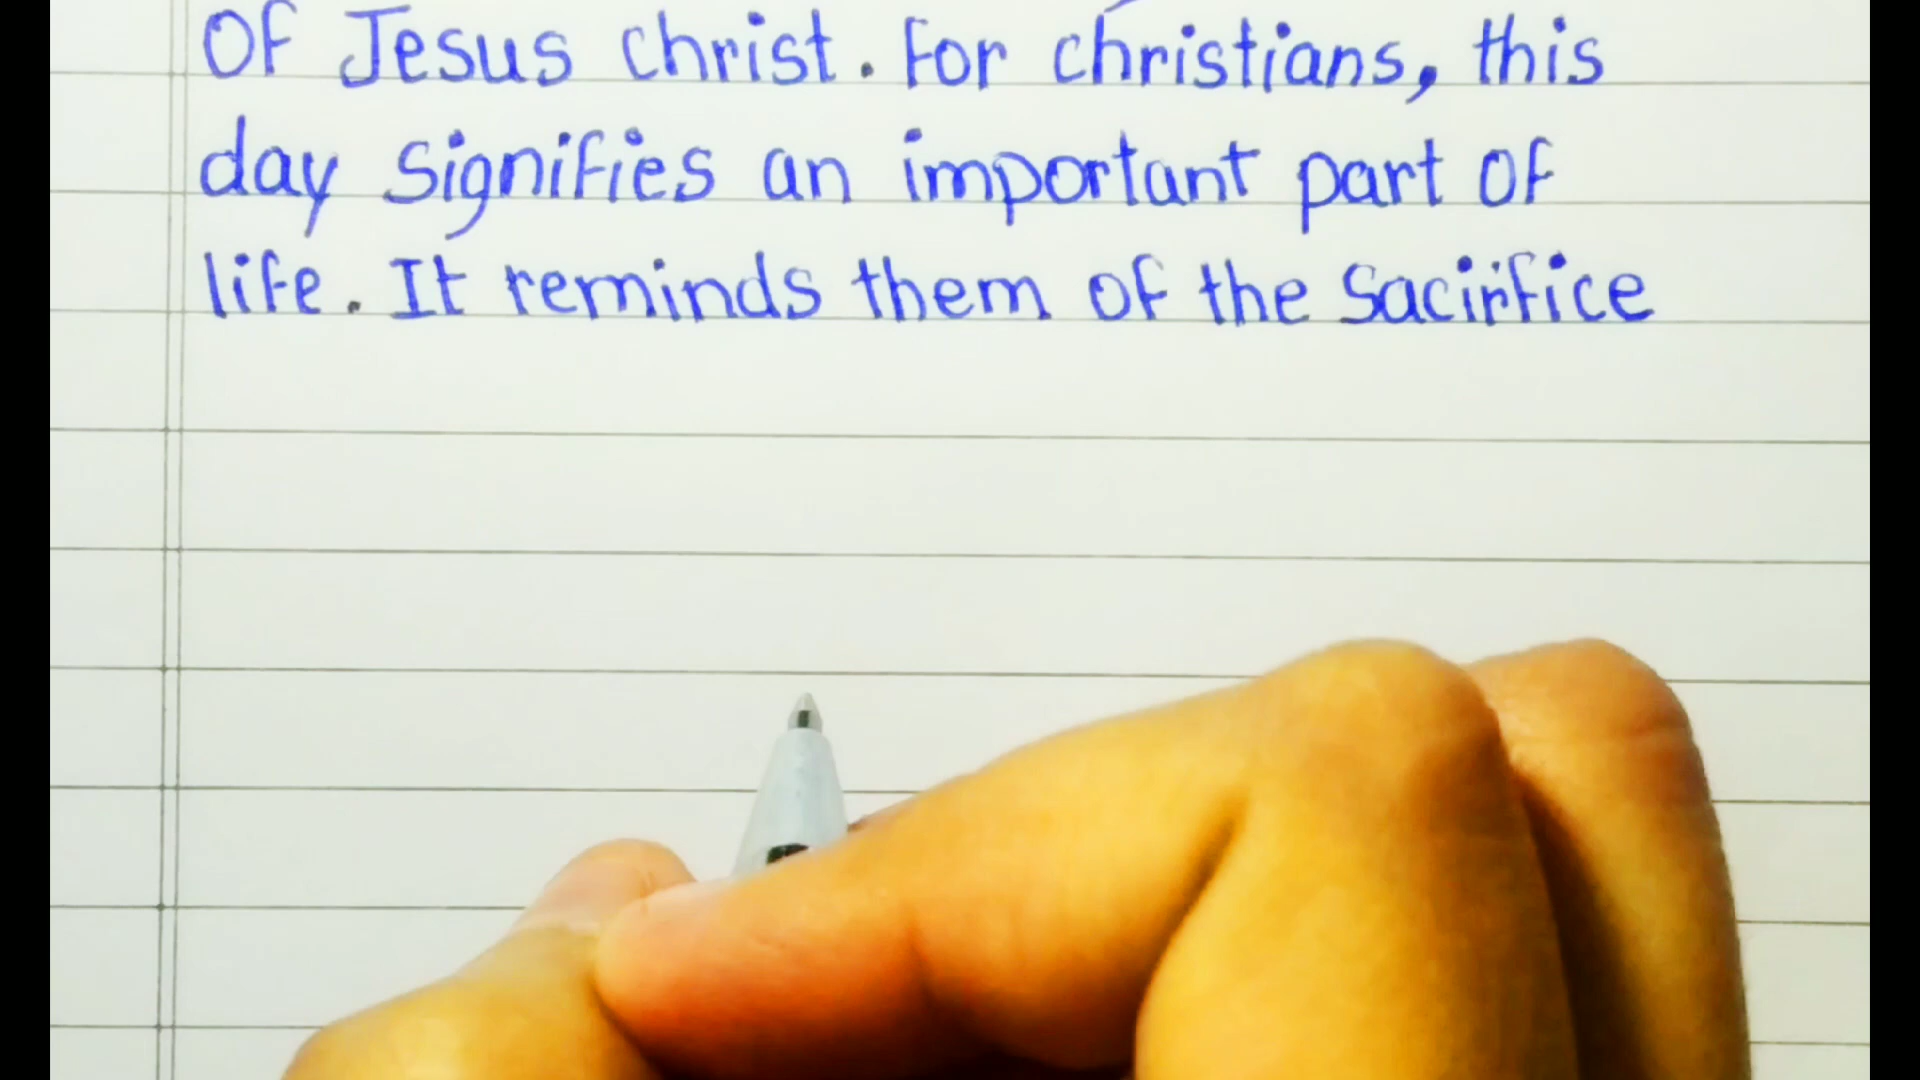 Of Jesus christ. For christians, this
day signifies an important part of
life. It reminds them of the sacirfice